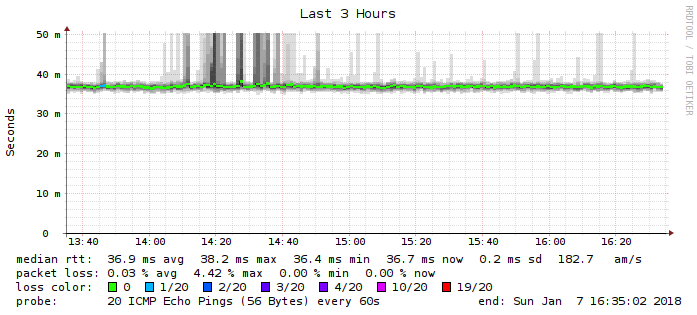 Last 3 Hours
RRDTOOL / TOBI OETIKER
Seconds
50 m
40 m
30 m
20 m
10 m
0
13:40 14:00 14:20 14:40 15:00 15:20 15:40 16:00 16:20
median rtt: 36.9 ms avg 38.2 ms max 36.4 ms min 36.7 ms now 0.2 ms sd 182.7 am/s
packet loss: 0.03 % avg 4.42 % max 0.00 % min 0.00 % now
loss color: 0 1/20 2/20 3/20 4/20 10/20 19/20
probe: 20 ICMP Echo Pings (56 Bytes) every 60s end: Sun Jan 7 16:35:02 2018